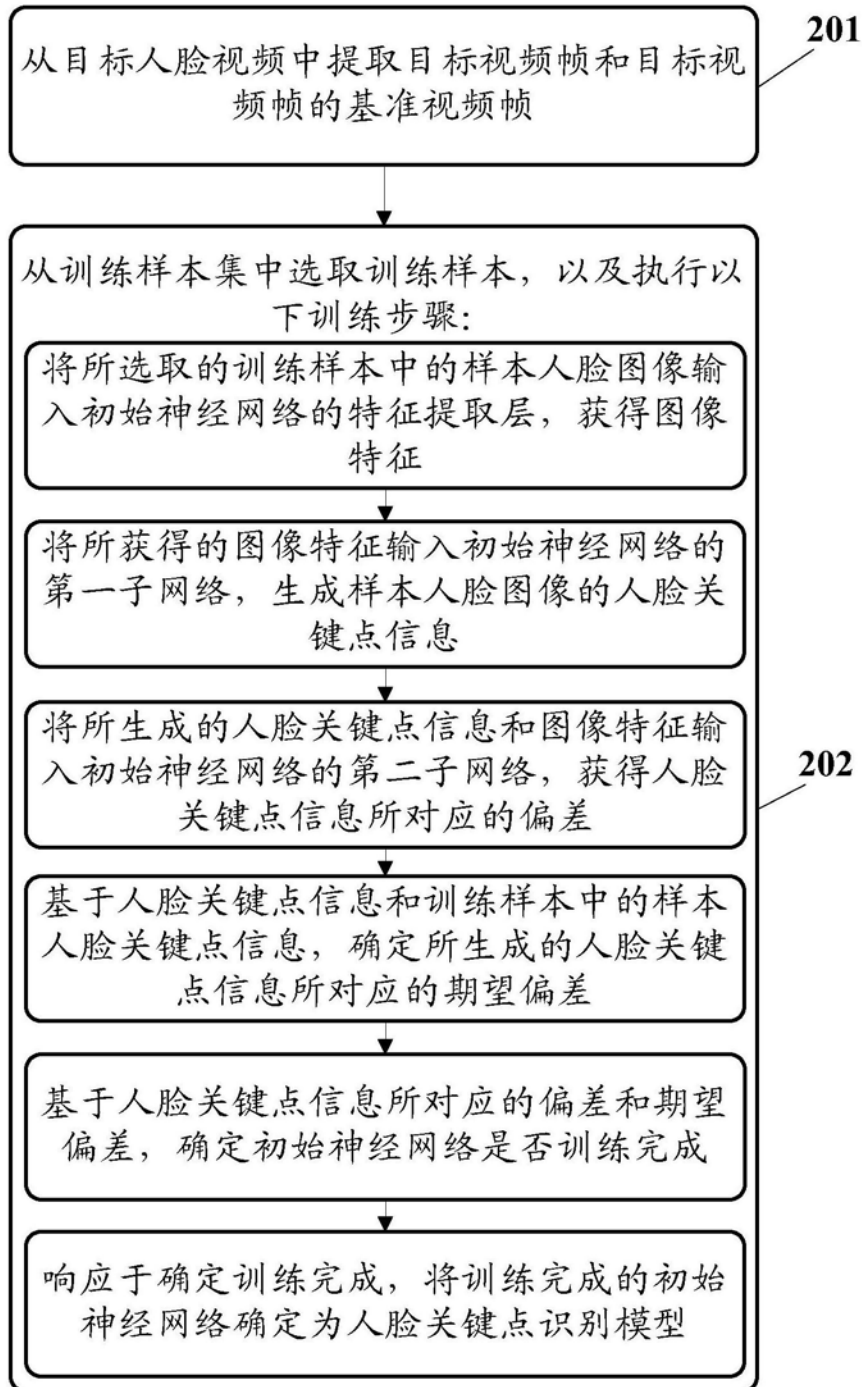 从目标人脸视频中提取目标视频帧和目标视
频帧的基准视频帧
201
从训练样本集中选取训练样本，以及执行以
下训练步骤：
将所选取的训练样本中的样本人脸图像输
入初始神经网络的特征提取层，获得图像
特征
将所获得的图像特征输入初始神经网络的
第一子网络，生成样本人脸图像的人脸关
键点信息
将所生成的人脸关键点信息和图像特征输
入初始神经网络的第二子网络，获得人脸
关键点信息所对应的偏差
202
基于人脸关键点信息和训练样本中的样本
人脸关键点信息，确定所生成的人脸关键
点信息所对应的期望偏差
基于人脸关键点信息所对应的偏差和期望
偏差，确定初始神经网络是否训练完成
响应于确定训练完成，将训练完成的初始
神经网络确定为人脸关键点识别模型